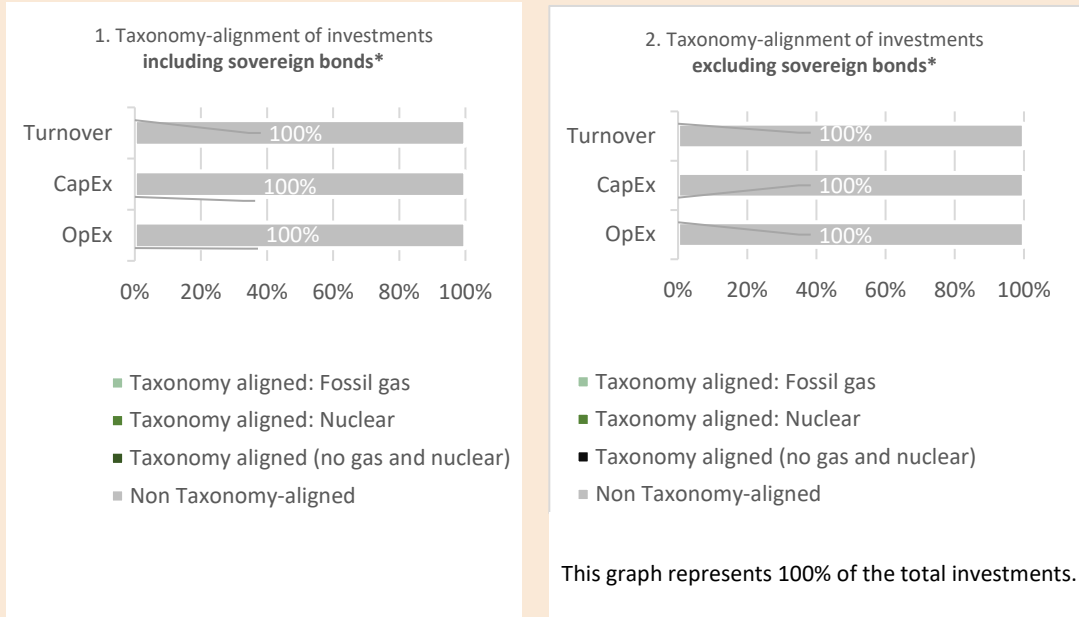 1. Taxonomy-alignment of investments
including sovereign bonds*
Turnover
100%
CapEx
100%
OpEx
100%
0% 20% 40% 60% 80% 100%
Taxonomy aligned: Fossil gas
Taxonomy aligned: Nuclear
Taxonomy aligned (no gas and nuclear)
Non Taxonomy-aligned
2. Taxonomy-alignment of investments
excluding sovereign bonds*
Turnover
100%
CapEx
100%
OpEx
100%
0% 20% 40% 60% 80% 100%
Taxonomy aligned: Fossil gas
Taxonomy aligned: Nuclear
Taxonomy aligned (no gas and nuclear)
Non Taxonomy-aligned
This graph represents 100% of the total investments.